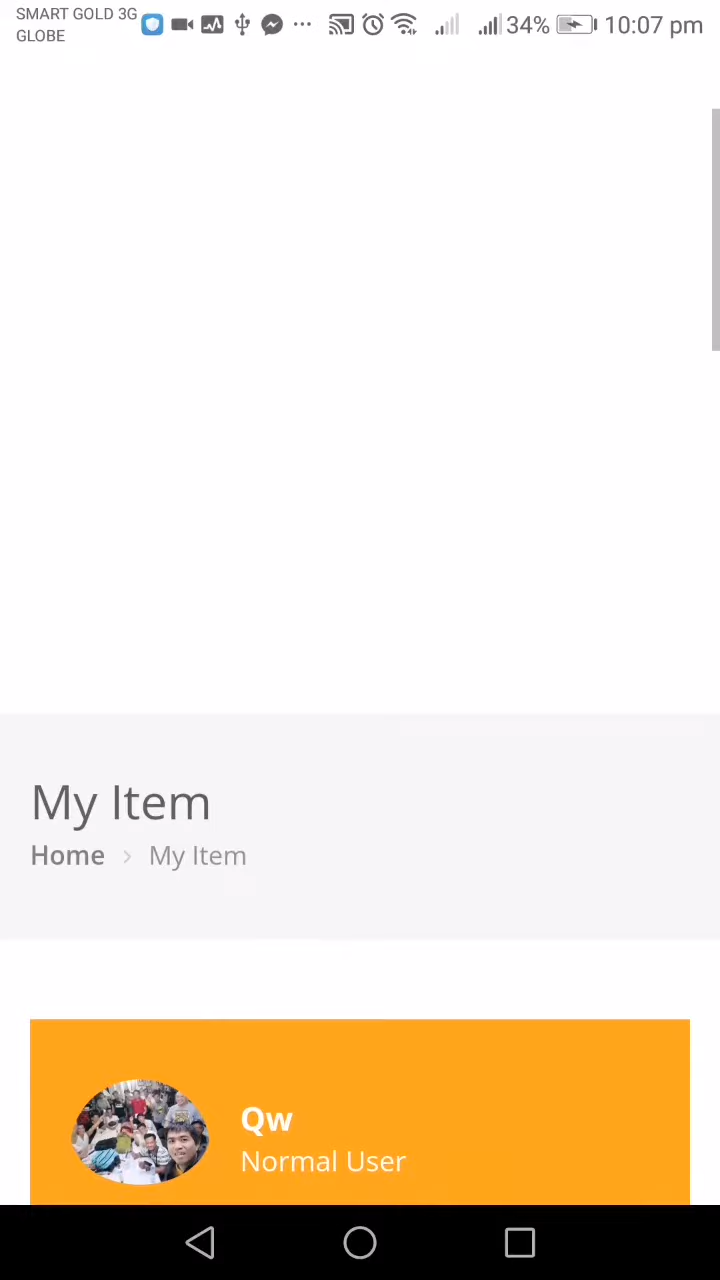 SMART GOLD 3G
GLOBE
34% 10:07 pm
My Item
Home > My Item
Qw
Normal User